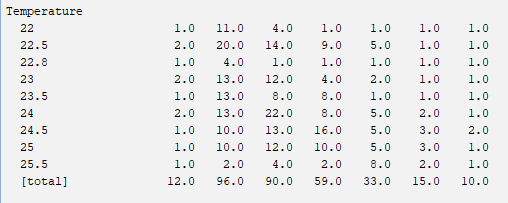 Temperature
22 1.0 11.0 4.0 1.0 1.0 1.0 1.0
22.5 2.0 20.0 14.0 9.0 5.0 1.0 1.0
22.8 1.0 4.0 1.0 1.0 1.0 1.0 1.0
23 2.0 13.0 12.0 4.0 2.0 1.0 1.0
23.5 1.0 13.0 8.0 8.0 1.0 1.0 1.0
24 2.0 13.0 22.0 8.0 5.0 2.0 1.0
24.5 1.0 10.0 13.0 16.0 5.0 3.0 2.0
25 1.0 10.0 12.0 10.0 5.0 3.0 1.0
25.5 1.0 2.0 4.0 2.0 8.0 2.0 1.0
[total] 12.0 96.0 90.0 59.0 33.0 15.0 10.0